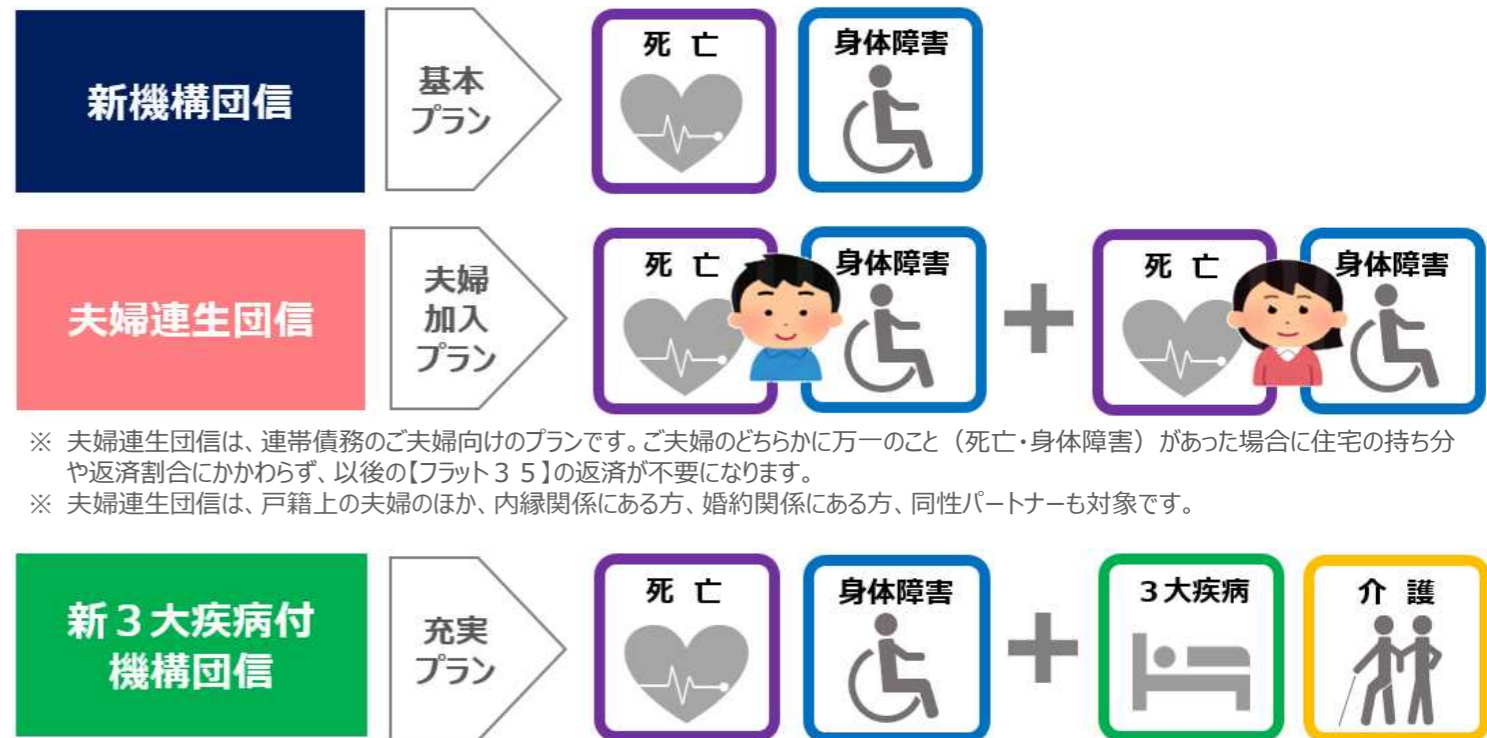 新機構団信
基本
プラン
死 亡
身体障害
夫婦連生団信
夫婦
加入
プラン
死 亡
身体障害
死 亡
身体障害
※ 夫婦連生団信は、連帯債務のご夫婦向けのプランです。ご夫婦のどちらかに万一のこと（死亡・身体障害）があった場合に住宅の持ち分
や返済割合にかかわらず、以後の【フラット３５】の返済が不要になります。
※ 夫婦連生団信は、戸籍上の夫婦のほか、内縁関係にある方、婚約関係にある方、同性パートナーも対象です。
新３大疾病付
機構団信
充実
プラン
死 亡
身体障害
３大疾病
介 護